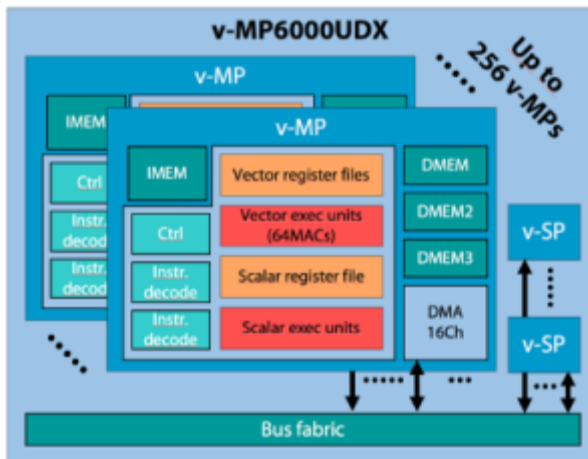 v-MP6000UDX
Up to
256 v-MPs
v-MP
IMEM
Ctrl
Instr.
decode
Instr.
decode
v-MP
IMEM
Vector register files
DMEM
Ctrl
Vector exec units
(64MACs)
DMEM2
Instr.
decode
Scalar register file
DMEM3
Instr.
decode
Scalar exec units
DMA
16Ch
v-SP
v-SP
Bus fabric